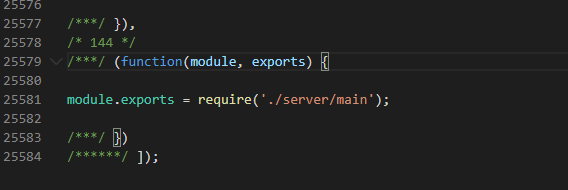 25576
25577 /***/ }),
25578 /* 144 */
25579 /***/ (function(module, exports) {
25580
25581 module.exports = require('./server/main');
25582
25583 /***/ })
25584 /******/ ]);